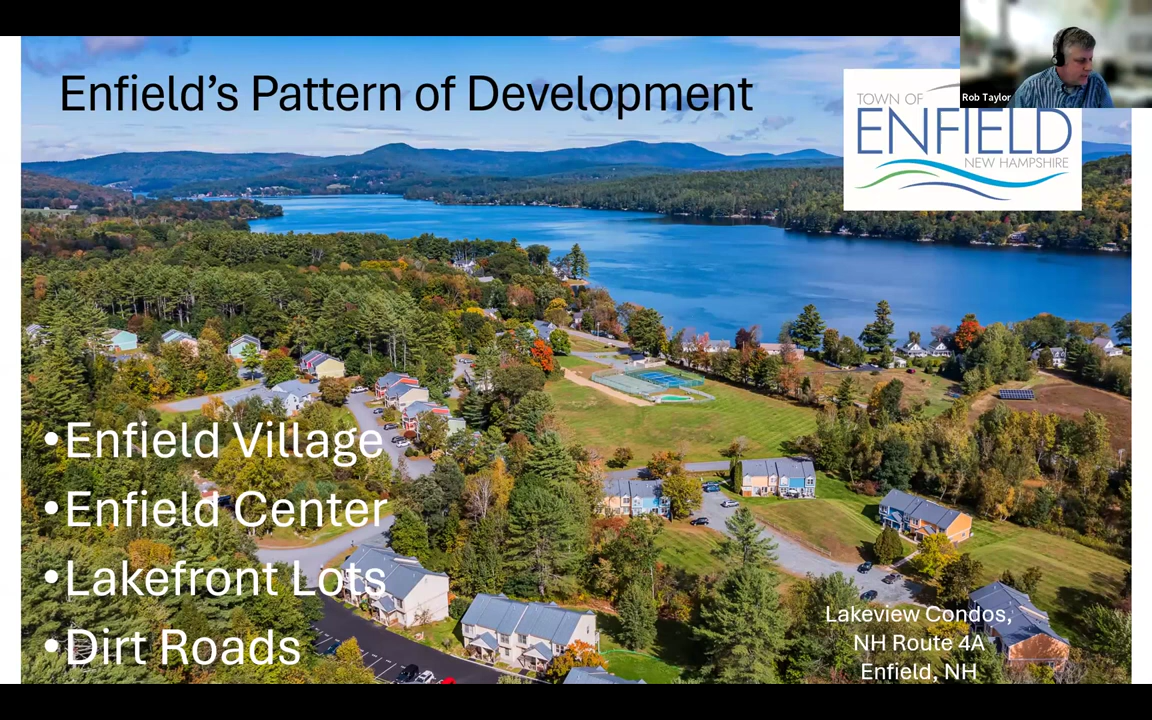 Enfield's Pattern of Development
Rob Taylor
TOWN OF
ENFIELD
NEW HAMPSHIRE
•Enfield Village
•Enfield Center
•Lakefront Lots
•Dirt Roads
Lakeview Condos,
NH Route 4A
Enfield, NH